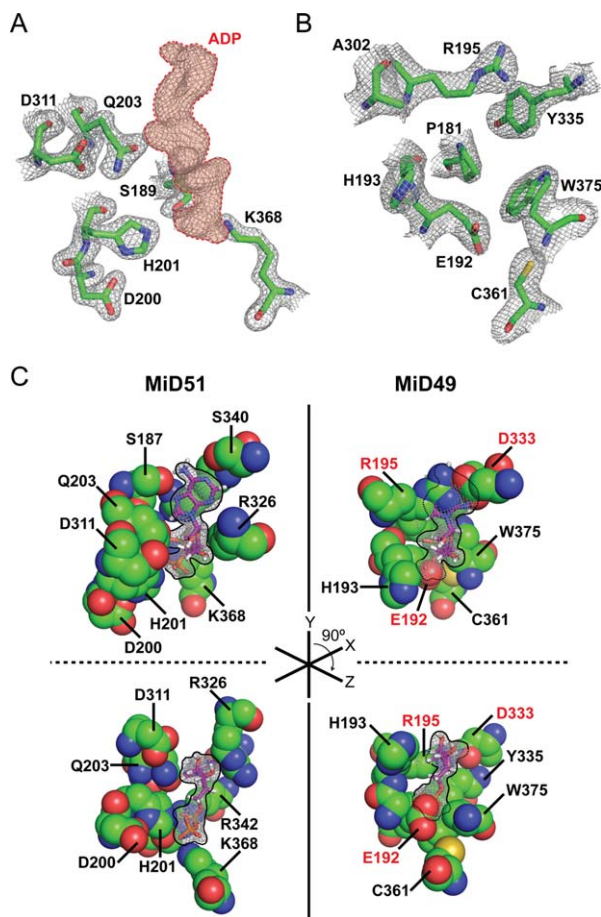 A
B
ADP
D311 Q203
S189
K368
H201
D200
A302
R195
Y335
P181
H193
W375
E192
C361
C
MiD51
MiD49
S187
S340
Q203
D311
R326
H201
K368
D200
R195
D333
W375
H193
E192
C361
Y
90º
X
Z
D311
R326
Q203
R342
D200
H201
K368
H193
R195
D333
Y335
W375
E192
C361